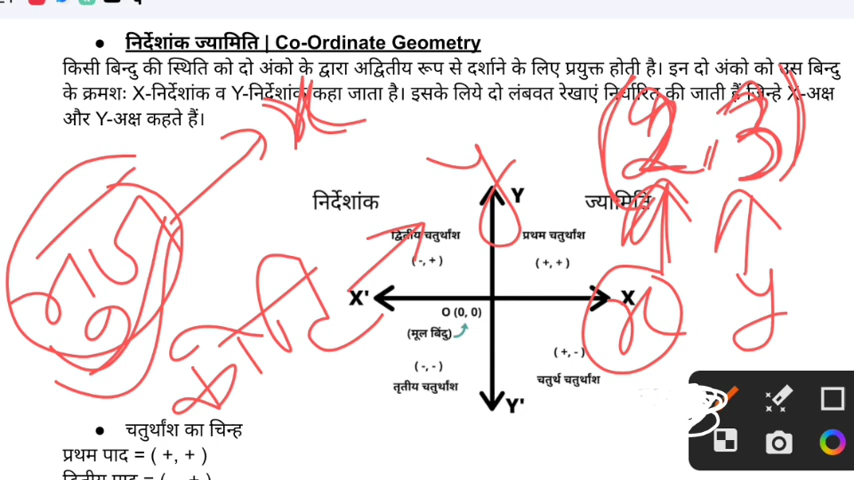 • निर्देशांक ज्यामिति | Co-Ordinate Geometry
किसी बिन्दु की स्थिति को दो अंको के द्वारा अद्वितीय रूप से दर्शाने के लिए प्रयुक्त होती है। इन दो अंको को उस बिन्दु
के क्रमशः X-निर्देशांक व Y-निर्देशांक कहा जाता है। इसके लिये दो लंबवत रेखाएं निर्धारित की जाती हैं जिन्हे X-अक्ष
और Y-अक्ष कहते हैं।
x
(2, 3)
y
निर्देशांक
Y
ज्यामिति
द्वितीय चतुर्थांश
प्रथम चतुर्थांश
(-, +)
(+, +)
X'
X
x
y
O (0, 0)
(मूल बिंदु)
(-, -)
(+, -)
तृतीय चतुर्थांश
चतुर्थ चतुर्थांश
Y'
• चतुर्थांश का चिन्ह
प्रथम पाद = ( +, + )